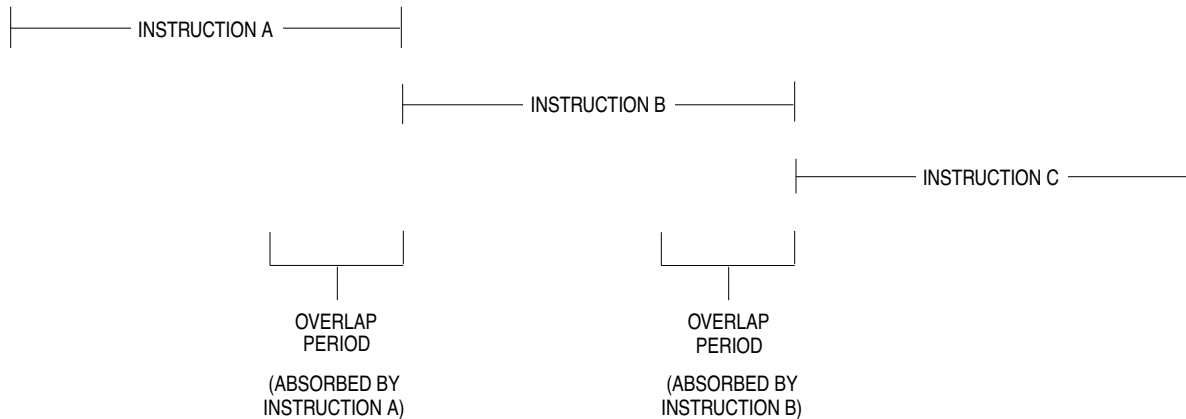 INSTRUCTION A
INSTRUCTION B
INSTRUCTION C
OVERLAP
PERIOD
(ABSORBED BY
INSTRUCTION A)
OVERLAP
PERIOD
(ABSORBED BY
INSTRUCTION B)